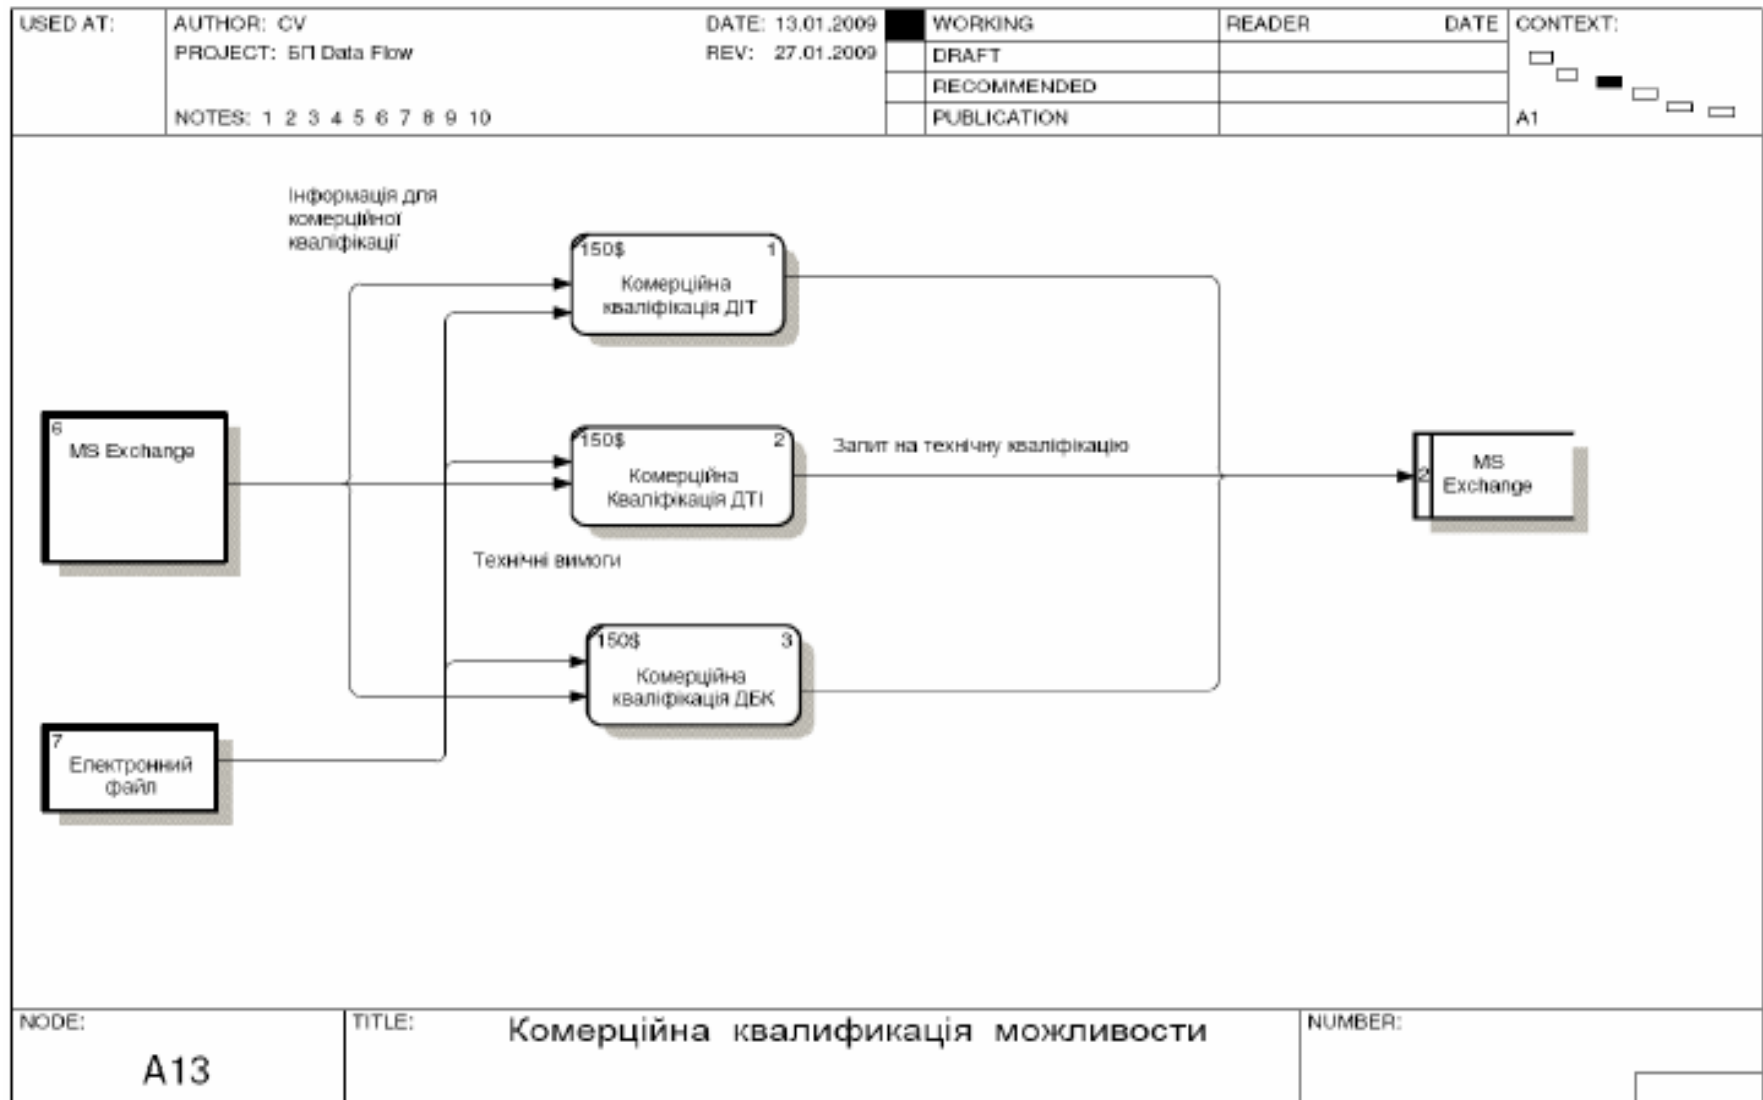 USED AT:
AUTHOR: CV
DATE: 13.01.2009
PROJECT: БП Data Flow
REV: 27.01.2009
NOTES: 1 2 3 4 5 6 7 8 9 10
WORKING
DRAFT
RECOMMENDED
PUBLICATION
READER
DATE
CONTEXT:
A1
Інформація для
комерційної
кваліфікації
150$ 1
Комерційна
кваліфікація ДІТ
6
MS Exchange
150$ 2
Комерційна
Кваліфікація ДТІ
Запит на технічну кваліфікацію
2
MS
Exchange
Технічні вимоги
150$ 3
Комерційна
кваліфікація ДБК
7
Електронний
файл
NODE:
A13
TITLE:
Комерційна квалификація можливости
NUMBER: